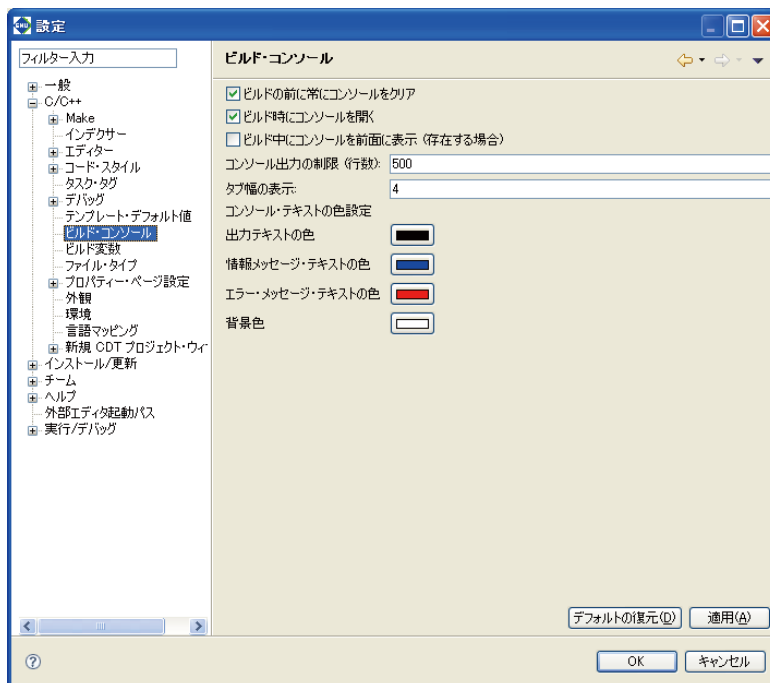 設定
フィルター入力
一般
C/C++
Make
インデクサー
エディター
コード・スタイル
タスク・タグ
デバッグ
テンプレート・デフォルト値
ビルド・コンソール
ビルド変数
ファイル・タイプ
プロパティー・ページ設定
外観
環境
言語マッピング
新規 CDT プロジェクト・ウィ
インストール/更新
チーム
ヘルプ
外部エディタ起動パス
実行/デバッグ
ビルド・コンソール
ビルドの前に常にコンソールをクリア
ビルド時にコンソールを開く
ビルド中にコンソールを前面に表示 (存在する場合)
コンソール出力の制限 (行数): 500
タブ幅の表示: 4
コンソール・テキストの色設定
出力テキストの色
情報メッセージ・テキストの色
エラー・メッセージ・テキストの色
背景色
デフォルトの復元(D) 適用(A)
OK キャンセル